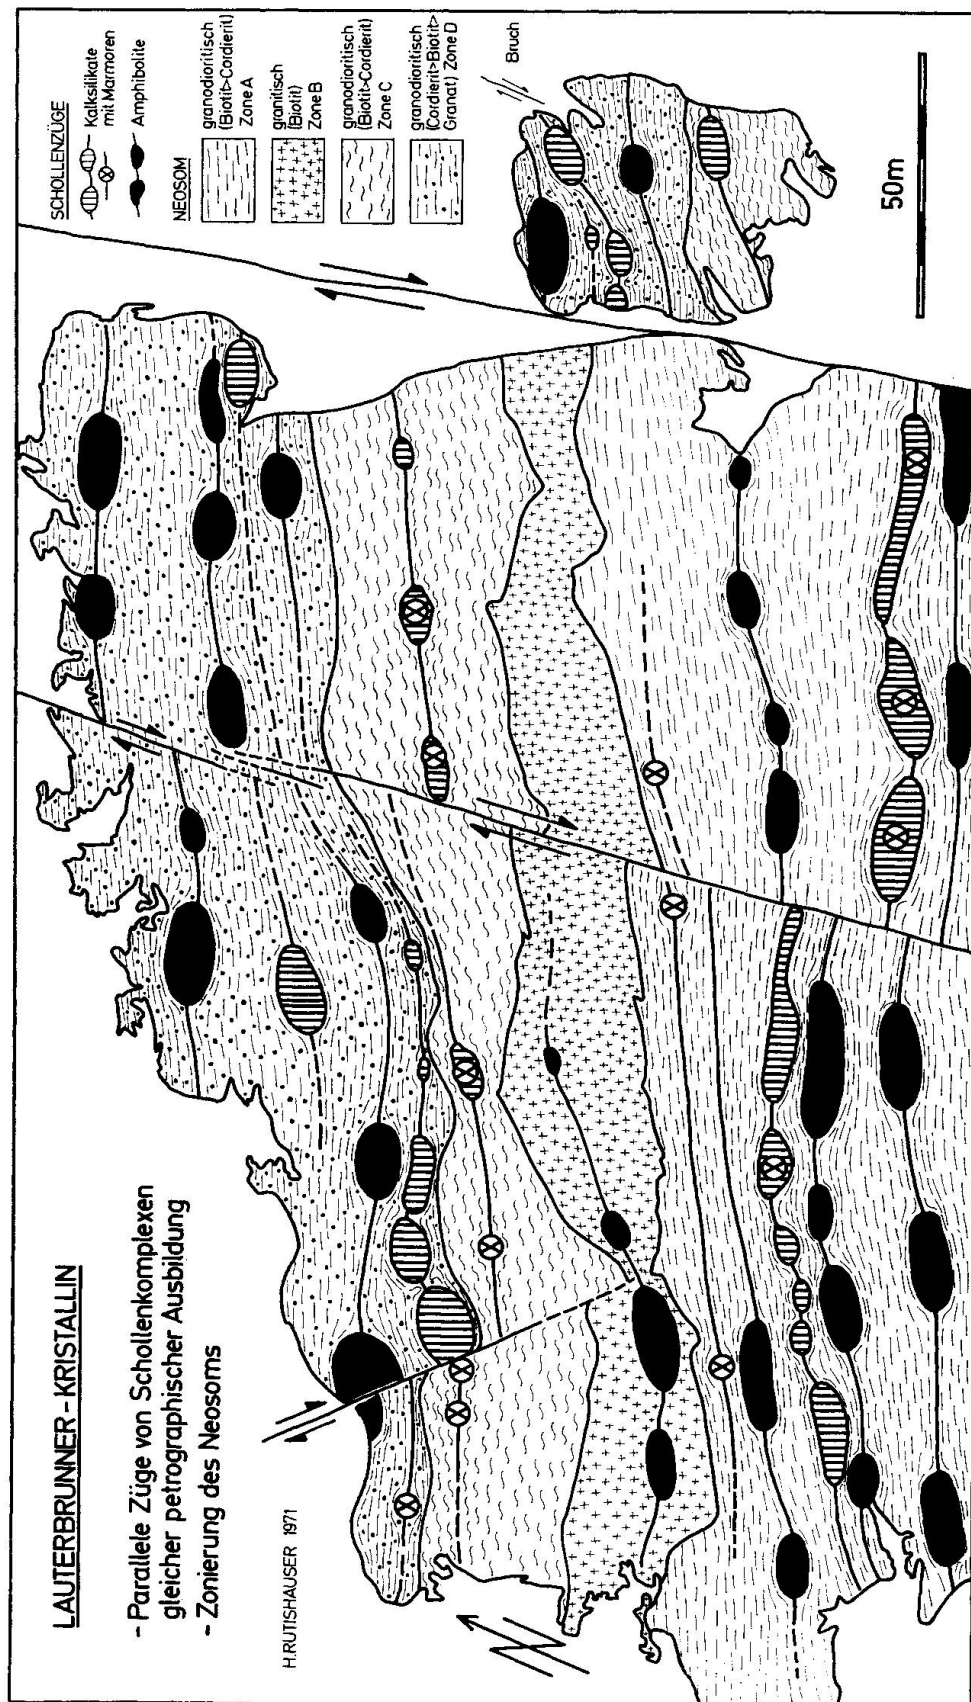 LAUTERBRUNNER-KRISTALLIN
- Parallele Züge von Schollenkomplexen
gleicher petrographischer Ausbildung
- Zonierung des Neosoms
H.RUTISHAUSER 1971
SCHOLLENZÜGE
Kalksilikate
mit Marmoren
Amphibolite
NEOSOM
granodioritisch
(Biotit>Cordierit)
Zone A
granitisch
(Biotit)
Zone B
granodioritisch
(Biotit>Cordierit)
Zone C
granodioritisch
(Cordierit>Biotit>
Granat) Zone D
Bruch
50m